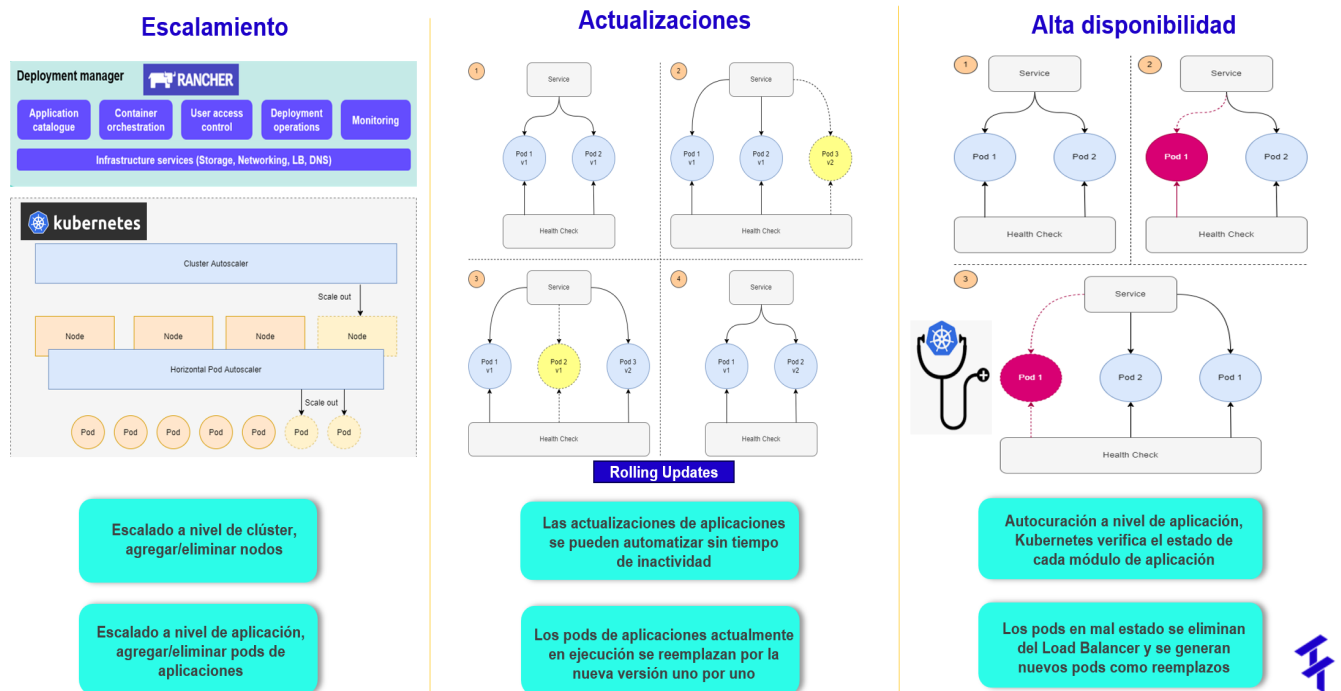 Escalamiento
Deployment manager
RANCHER
Application
catalogue
Container
orchestration
User access
control
Deployment
operations
Monitoring
Infrastructure services (Storage, Networking, LB, DNS)
kubernetes
Cluster Autoscaler
Scale out
Node
Node
Node
Node
Horizontal Pod Autoscaler
Scale out
Pod
Pod
Pod
Pod
Pod
Pod
Pod
Escalado a nivel de clúster,
agregar/eliminar nodos
Escalado a nivel de aplicación,
agregar/eliminar pods de
aplicaciones
Actualizaciones
1
Service
Pod 1
v1
Pod 2
v1
Health Check
2
Service
Pod 1
v1
Pod 2
v1
Pod 3
v2
Health Check
3
Service
Pod 1
v1
Pod 2
v1
Pod 3
v2
Health Check
4
Service
Pod 1
v1
Pod 2
v2
Health Check
Rolling Updates
Las actualizaciones de aplicaciones
se pueden automatizar sin tiempo
de inactividad
Los pods de aplicaciones actualmente
en ejecución se reemplazan por la
nueva versión uno por uno
Alta disponibilidad
1
Service
Pod 1
Pod 2
Health Check
2
Service
Pod 1
Pod 2
Health Check
3
Service
Pod 1
Pod 2
Pod 1
Health Check
Autocuración a nivel de aplicación,
Kubernetes verifica el estado de
cada módulo de aplicación
Los pods en mal estado se eliminan
del Load Balancer y se generan
nuevos pods como reemplazos